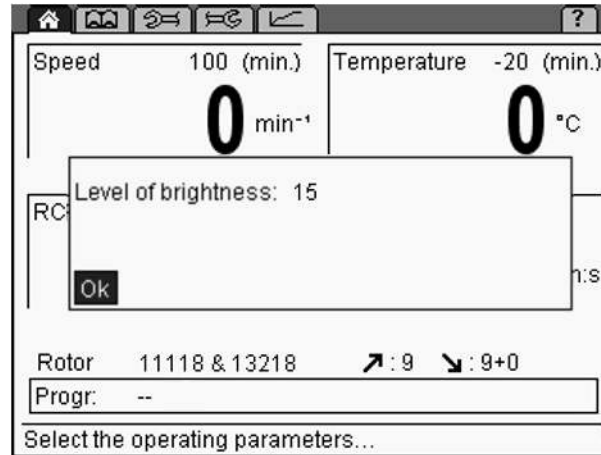 ?
Speed 100 (min.)
0 min⁻¹
Temperature -20 (min.)
0 °C
RC
Level of brightness: 15
Ok
n:s
Rotor 11118 & 13218 ↗: 9 ↘: 9+0
Progr: --
Select the operating parameters...